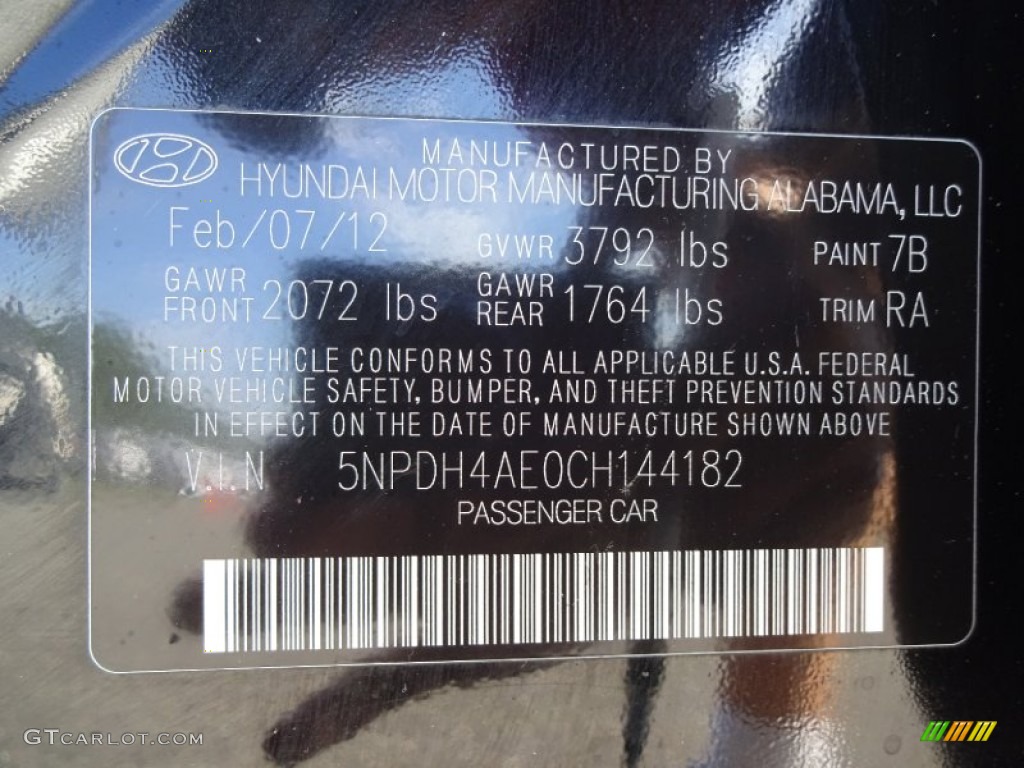 MANUFACTURED BY
HYUNDAI MOTOR MANUFACTURING ALABAMA, LLC
Feb/07/12 GVWR 3792 lbs PAINT 7B
GAWR FRONT 2072 lbs GAWR REAR 1764 lbs TRIM RA
THIS VEHICLE CONFORMS TO ALL APPLICABLE U.S.A. FEDERAL
MOTOR VEHICLE SAFETY, BUMPER, AND THEFT PREVENTION STANDARDS
IN EFFECT ON THE DATE OF MANUFACTURE SHOWN ABOVE
V.I.N 5NPDH4AE0CH144182
PASSENGER CAR
GTCARLOT.COM